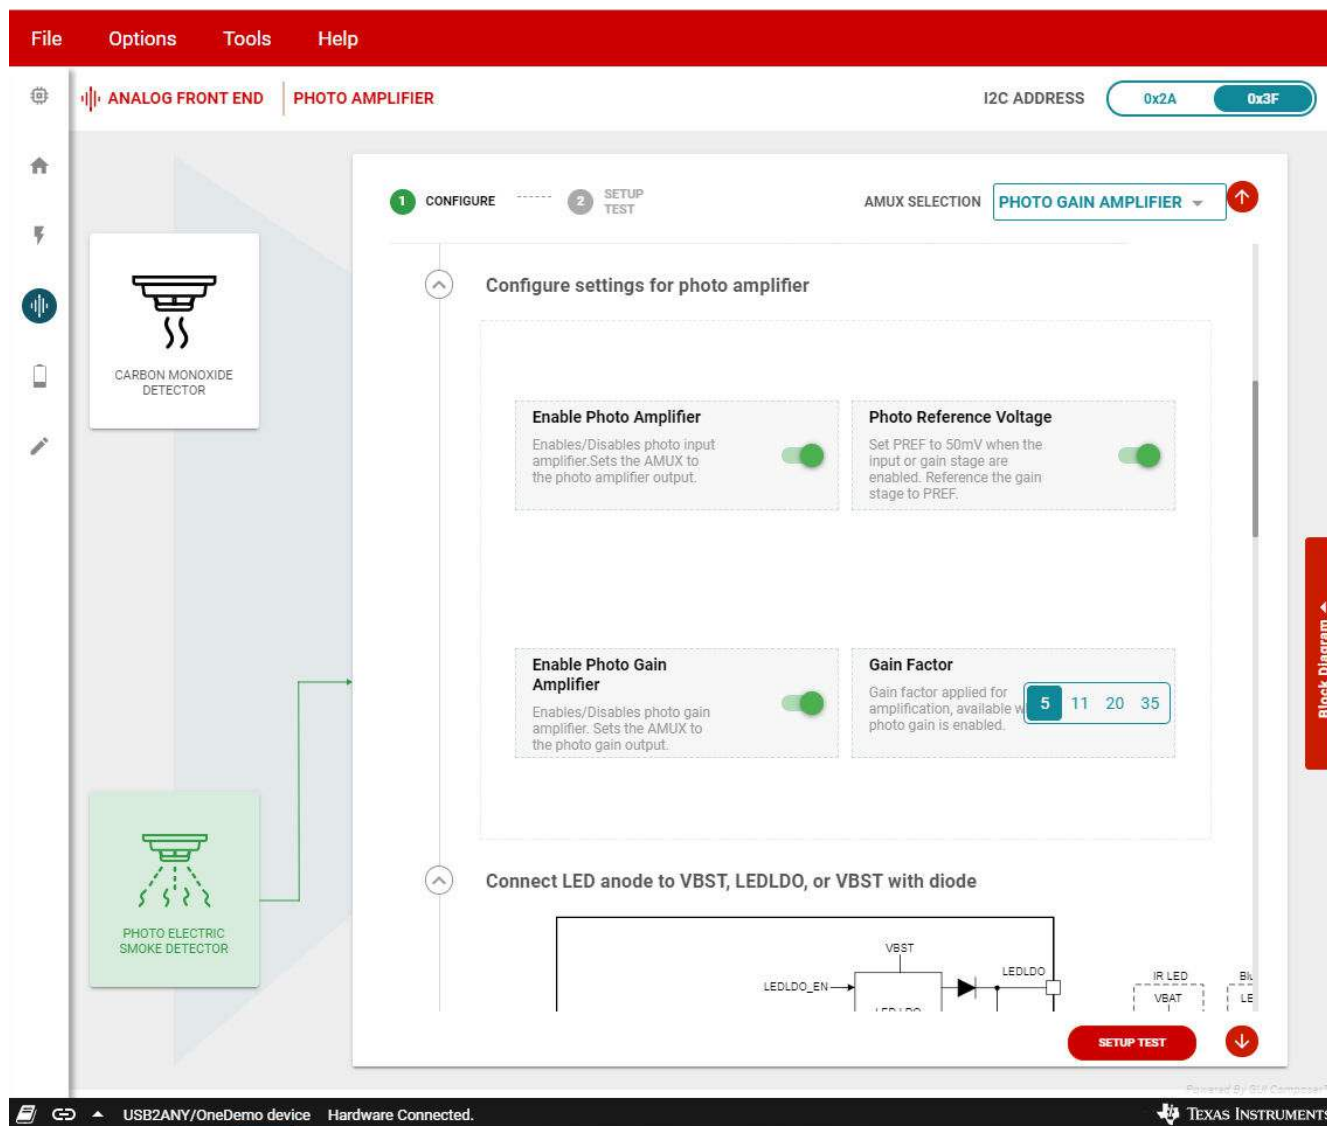 File Options Tools Help
ANALOG FRONT END PHOTO AMPLIFIER I2C ADDRESS 0x2A 0x3F
1 CONFIGURE 2 SETUP TEST AMUX SELECTION PHOTO GAIN AMPLIFIER
CARBON MONOXIDE
DETECTOR
Configure settings for photo amplifier
Enable Photo Amplifier
Enables/Disables photo input
amplifier.Sets the AMUX to
the photo amplifier output.
Photo Reference Voltage
Set PREF to 50mV when the
input or gain stage are
enabled. Reference the gain
stage to PREF.
Enable Photo Gain
Amplifier
Enables/Disables photo gain
amplifier. Sets the AMUX to
the photo gain output.
Gain Factor
Gain factor applied for
amplification, available w
photo gain is enabled.
5 11 20 35
Block Diagram
PHOTO ELECTRIC
SMOKE DETECTOR
Connect LED anode to VBST, LEDLDO, or VBST with diode
VBST
LEDLDO
LEDLDO_EN
IR LED
VBAT
LE
SETUP TEST
Powered By GUI Composer
USB2ANY/OneDemo device Hardware Connected.
TEXAS INSTRUMENTS